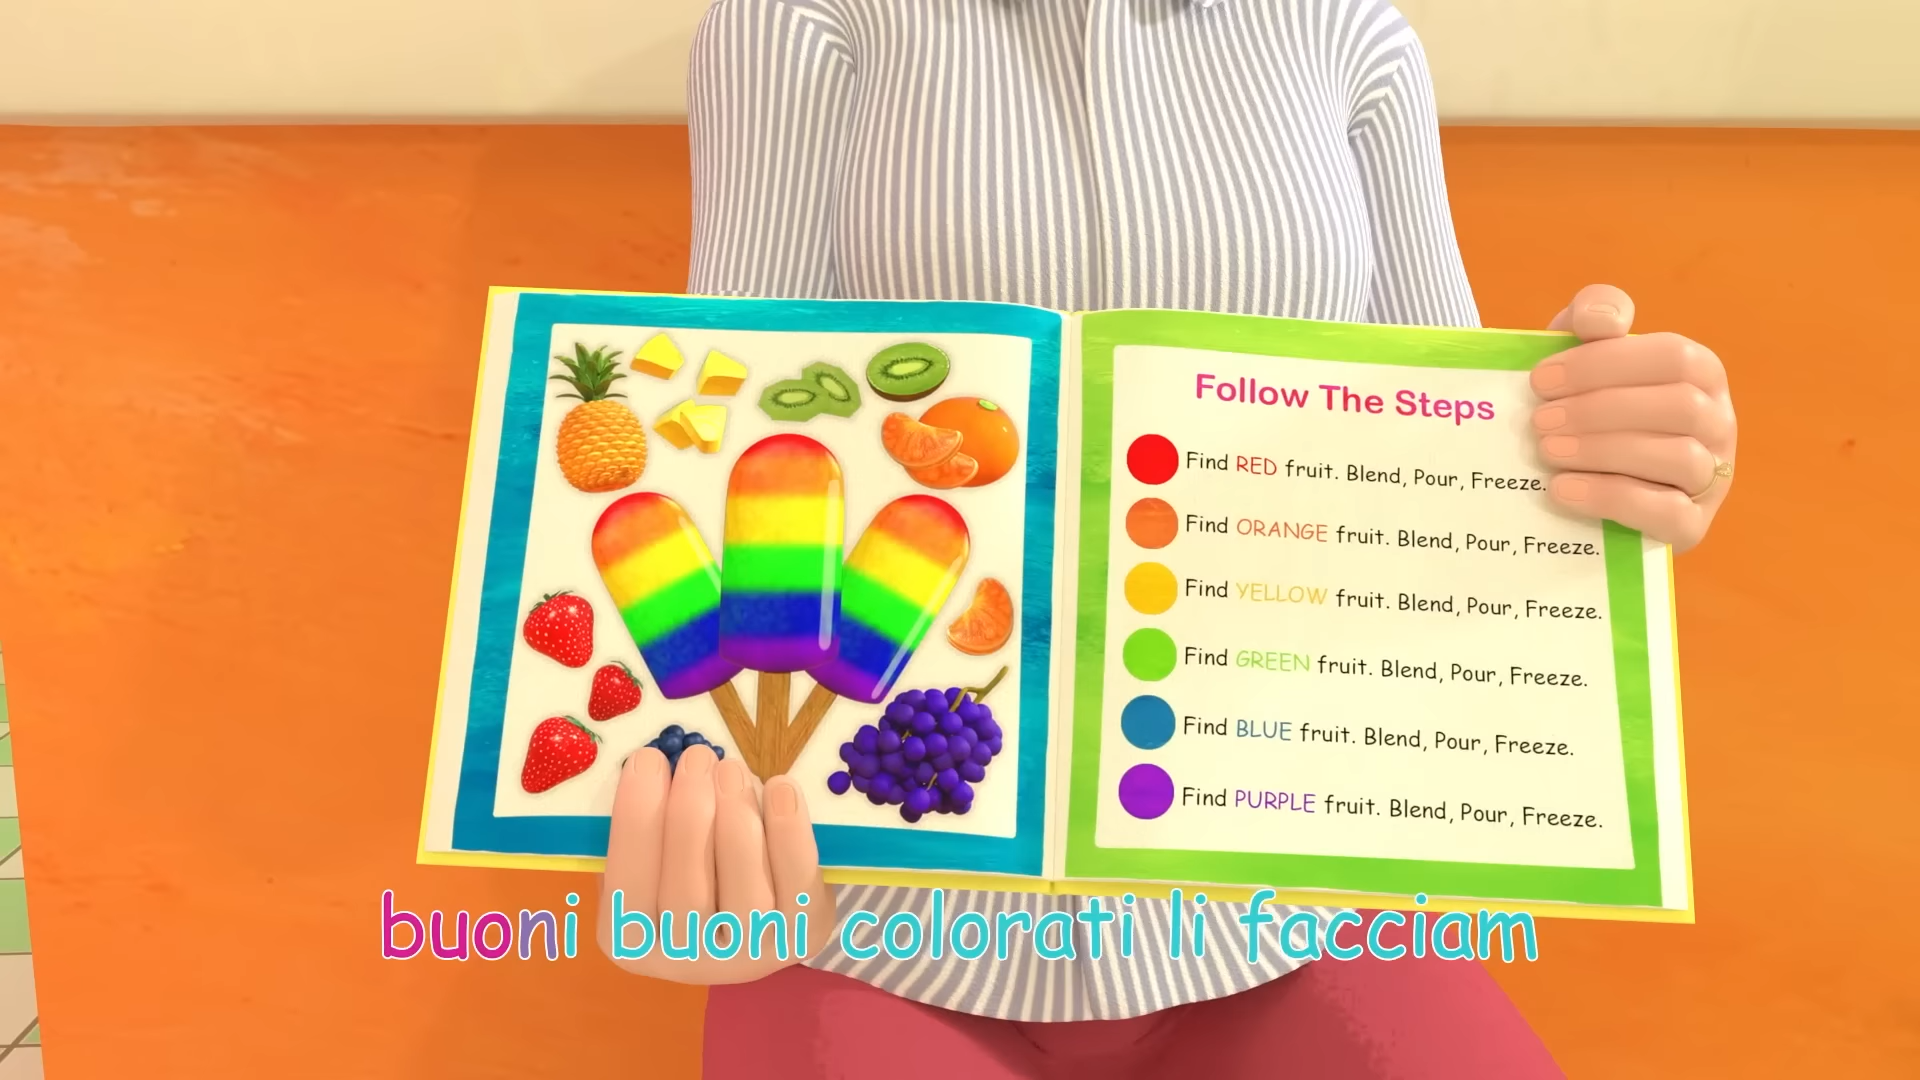 Follow The Steps
Find RED fruit. Blend, Pour, Freeze.
Find ORANGE fruit. Blend, Pour, Freeze.
Find YELLOW fruit. Blend, Pour, Freeze.
Find GREEN fruit. Blend, Pour, Freeze.
Find BLUE fruit. Blend, Pour, Freeze.
Find PURPLE fruit. Blend, Pour, Freeze.
buoni buoni colorati li facciam